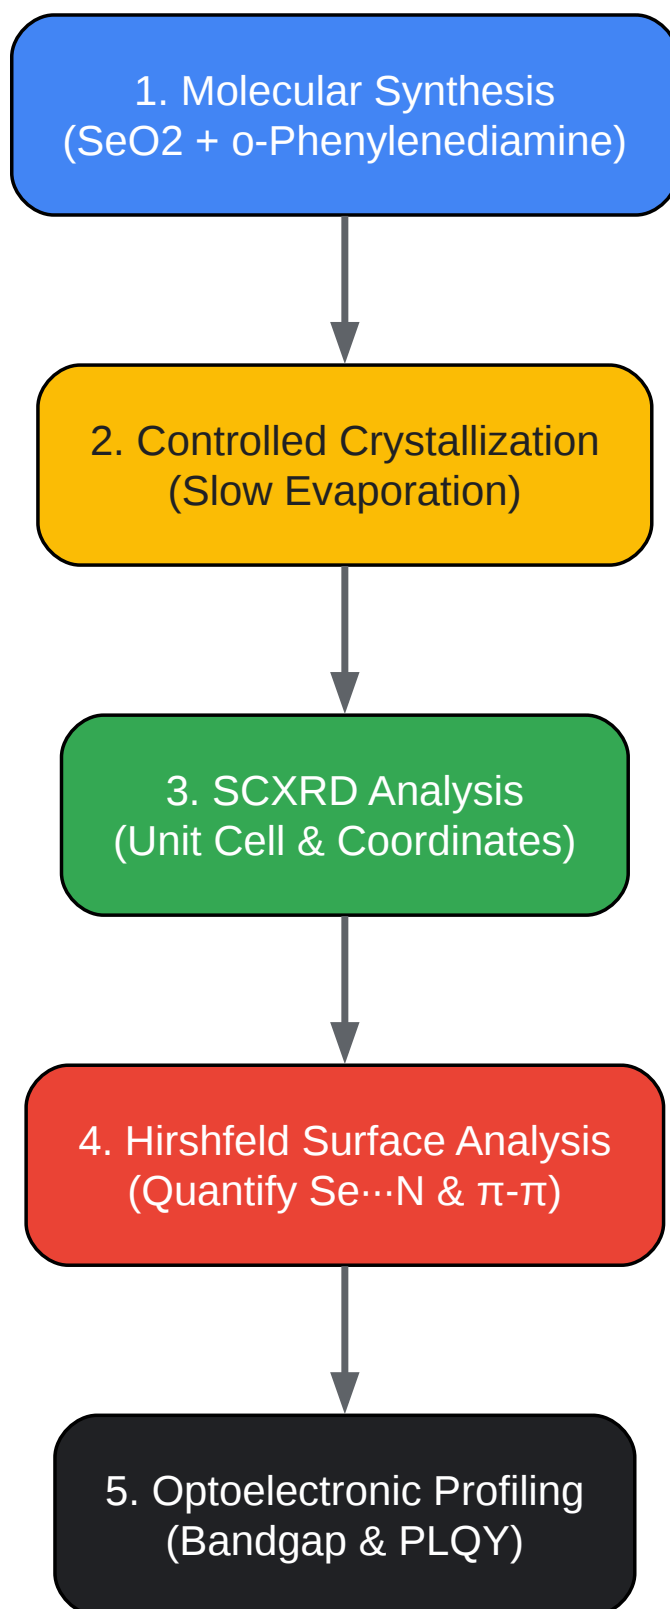 1. Molecular Synthesis
(SeO2 + o-Phenylenediamine)
2. Controlled Crystallization
(Slow Evaporation)
3. SCXRD Analysis
(Unit Cell & Coordinates)
4. Hirshfeld Surface Analysis
(Quantify Se···N & π-π)
5. Optoelectronic Profiling
(Bandgap & PLQY)